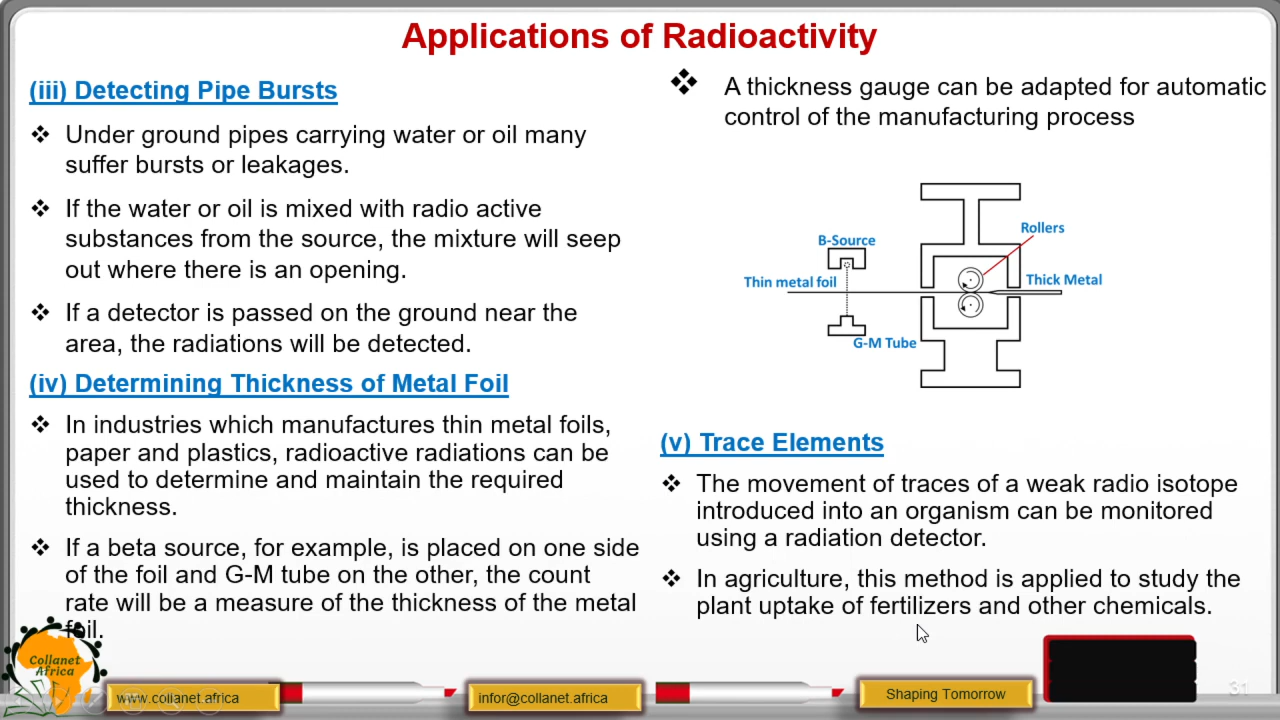 Applications of Radioactivity
(iii) Detecting Pipe Bursts
❖ Under ground pipes carrying water or oil many
suffer bursts or leakages.
❖ If the water or oil is mixed with radio active
substances from the source, the mixture will seep
out where there is an opening.
❖ If a detector is passed on the ground near the
area, the radiations will be detected.
(iv) Determining Thickness of Metal Foil
❖ In industries which manufactures thin metal foils,
paper and plastics, radioactive radiations can be
used to determine and maintain the required
thickness.
❖ If a beta source, for example, is placed on one side
of the foil and G-M tube on the other, the count
rate will be a measure of the thickness of the metal
foil.
❖ A thickness gauge can be adapted for automatic
control of the manufacturing process
B-Source
Rollers
Thin metal foil
Thick Metal
G-M Tube
(v) Trace Elements
❖ The movement of traces of a weak radio isotope
introduced into an organism can be monitored
using a radiation detector.
❖ In agriculture, this method is applied to study the
plant uptake of fertilizers and other chemicals.
Collanet
Africa
www.collanet.africa
infor@collanet.africa
Shaping Tomorrow
31